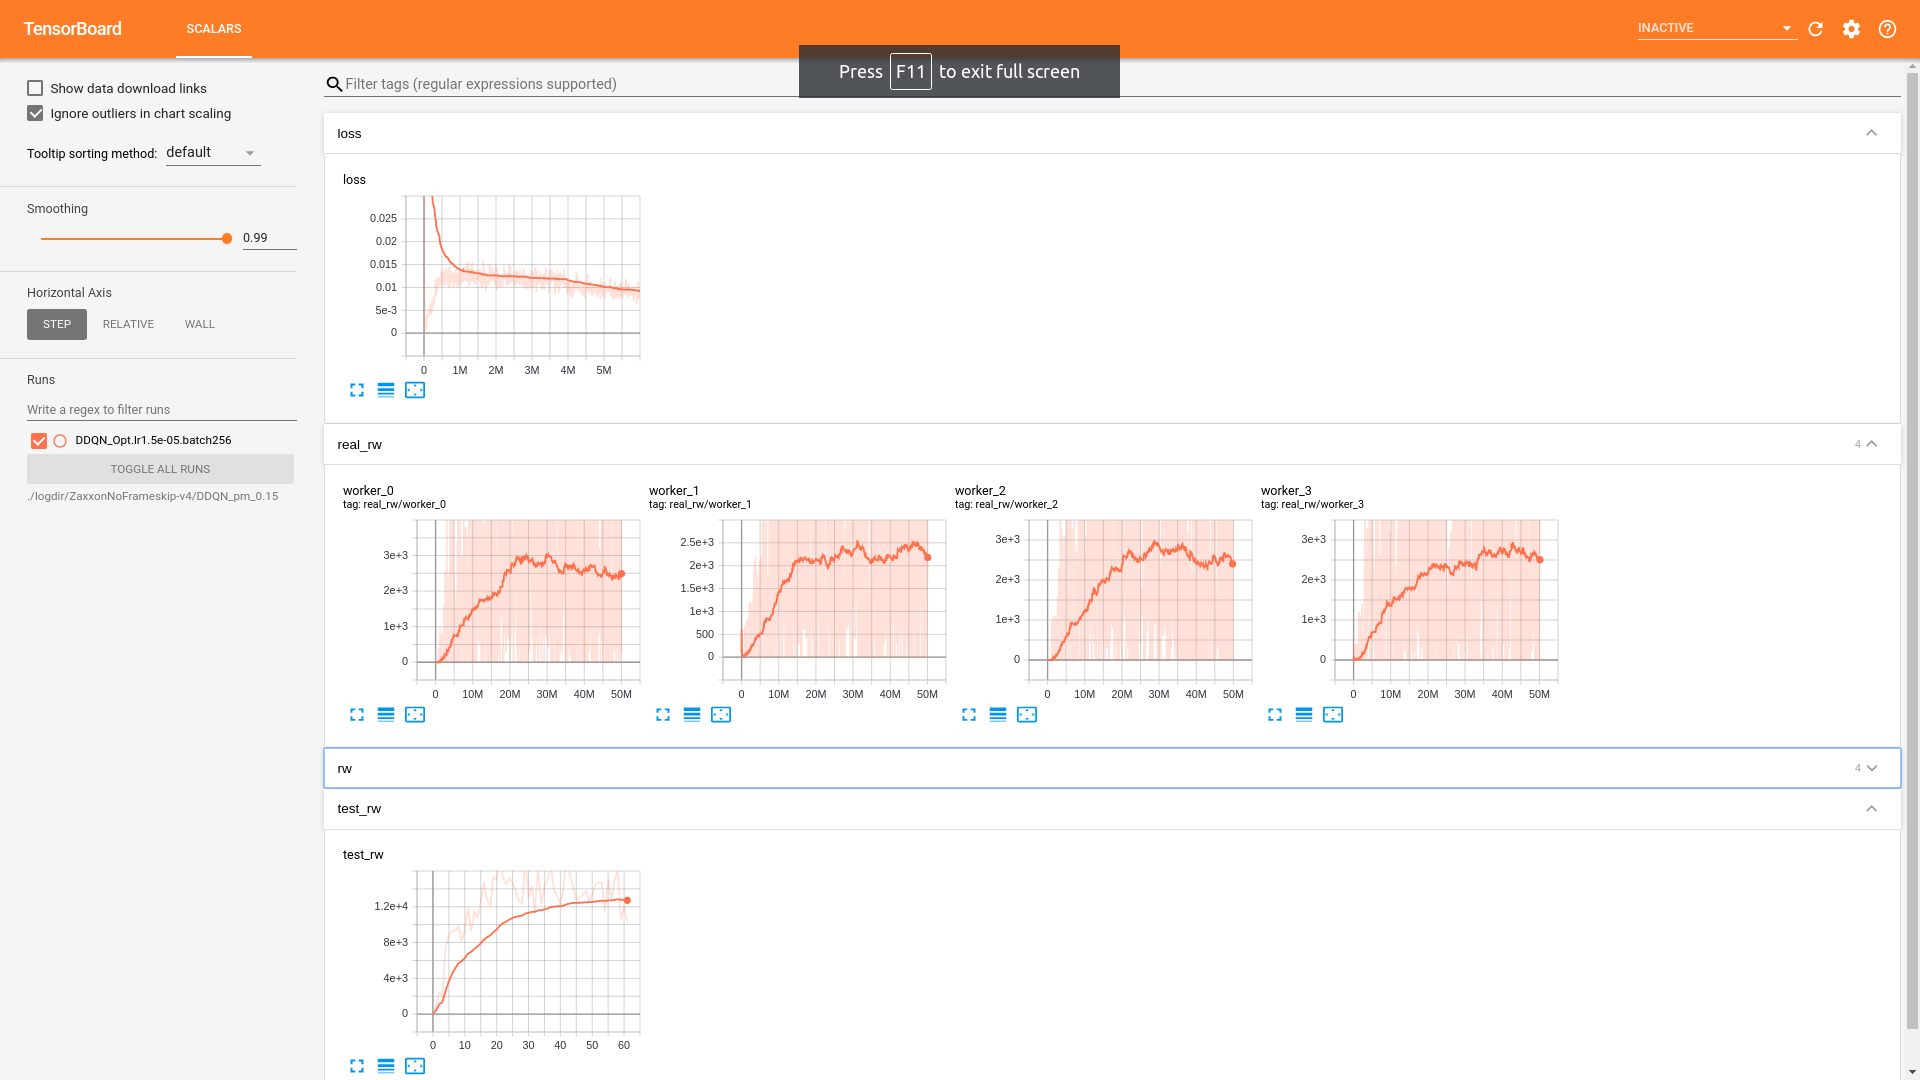 TensorBoard
SCALARS
INACTIVE
Press F11 to exit full screen
Show data download links
Ignore outliers in chart scaling
Tooltip sorting method: default
Smoothing
0.99
Horizontal Axis
STEP RELATIVE WALL
Runs
Write a regex to filter runs
DDQN_Opt.lr1.5e-05.batch256
TOGGLE ALL RUNS
./logdir/ZaxxonNoFrameskip-v4/DDQN_pm_0.15
Filter tags (regular expressions supported)
loss
loss
0.025
0.02
0.015
0.01
5e-3
0
0 1M 2M 3M 4M 5M
real_rw
4
worker_0
tag: real_rw/worker_0
3e+3
2e+3
1e+3
0
0 10M 20M 30M 40M 50M
worker_1
tag: real_rw/worker_1
2.5e+3
2e+3
1.5e+3
1e+3
500
0
0 10M 20M 30M 40M 50M
worker_2
tag: real_rw/worker_2
3e+3
2e+3
1e+3
0
0 10M 20M 30M 40M 50M
worker_3
tag: real_rw/worker_3
3e+3
2e+3
1e+3
0
0 10M 20M 30M 40M 50M
rw
4
test_rw
test_rw
1.2e+4
8e+3
4e+3
0
0 10 20 30 40 50 60